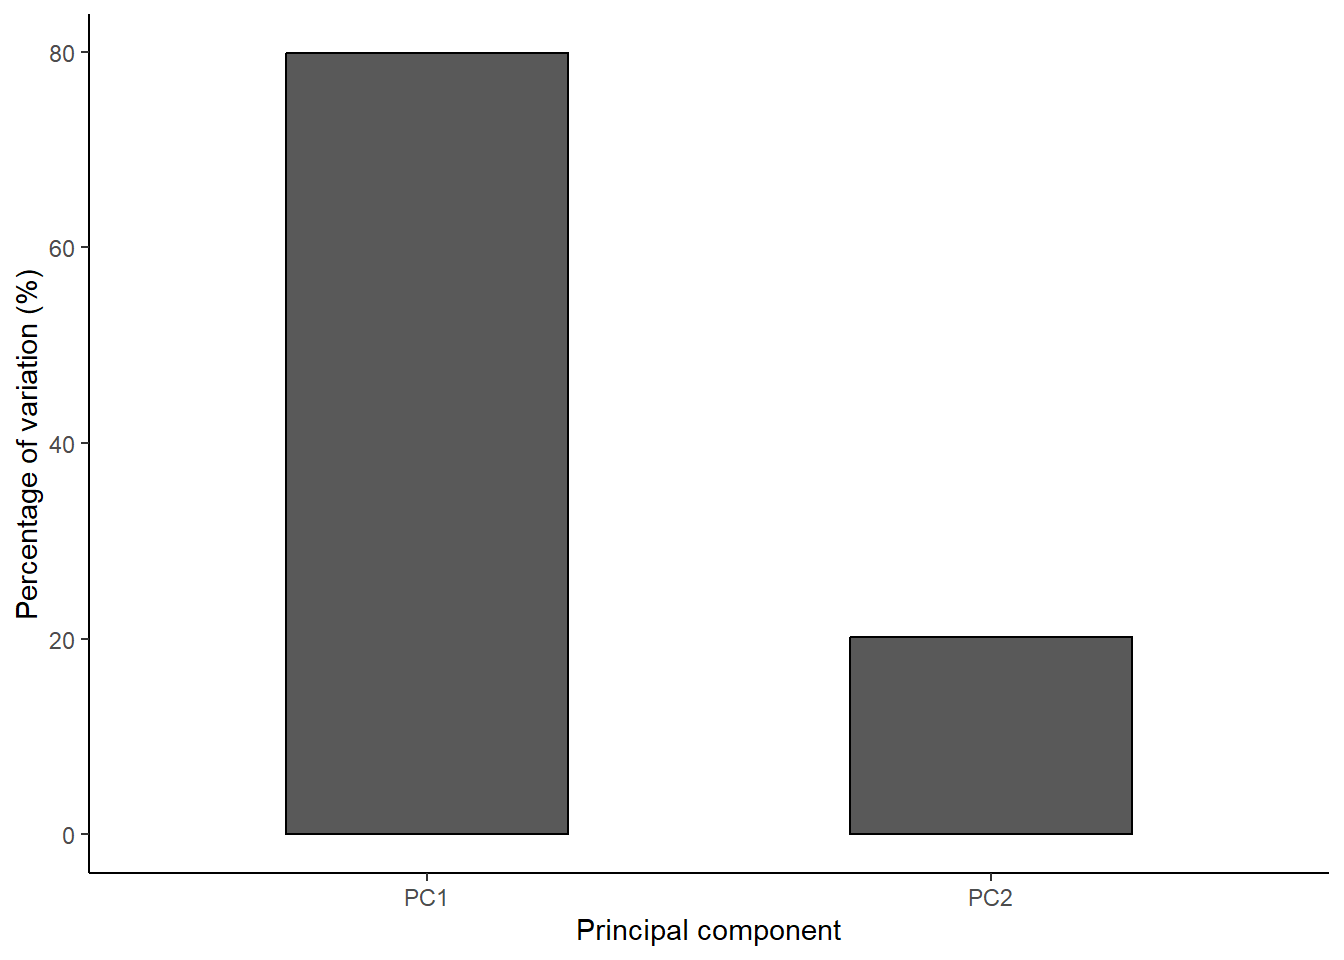 80
60
40
20
0
Percentage of variation (%)
PC1
PC2
Principal component